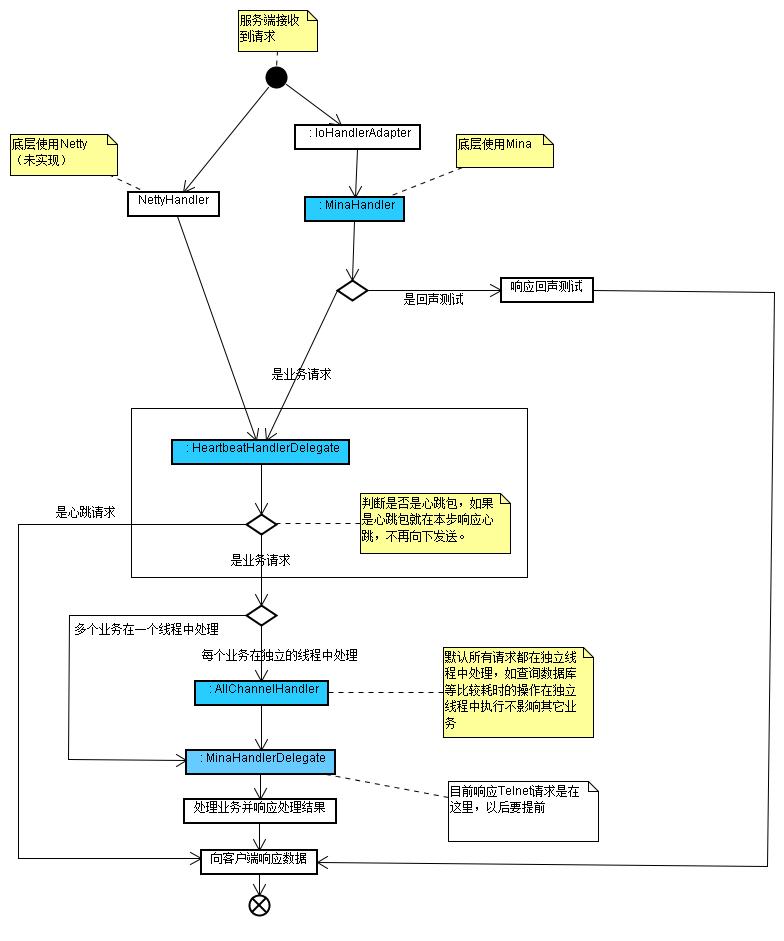 服务端接收
到请求
: IoHandlerAdapter
底层使用Netty
（未实现）
底层使用Mina
NettyHandler
: MinaHandler
响应回声测试
是回声测试
是业务请求
: HeartbeatHandlerDelegate
判断是否是心跳包，如果
是心跳包就在本步响应心
跳，不再向下发送。
是心跳请求
是业务请求
多个业务在一个线程中处理
每个业务在独立的线程中处理
默认所有请求都在独立线
程中处理，如查询数据库
等比较耗时的操作在独立
线程中执行不影响其它业
务
: AllChannelHandler
: MinaHandlerDelegate
目前响应Telnet请求是在
这里，以后要提前
处理业务并响应处理结果
向客户端响应数据